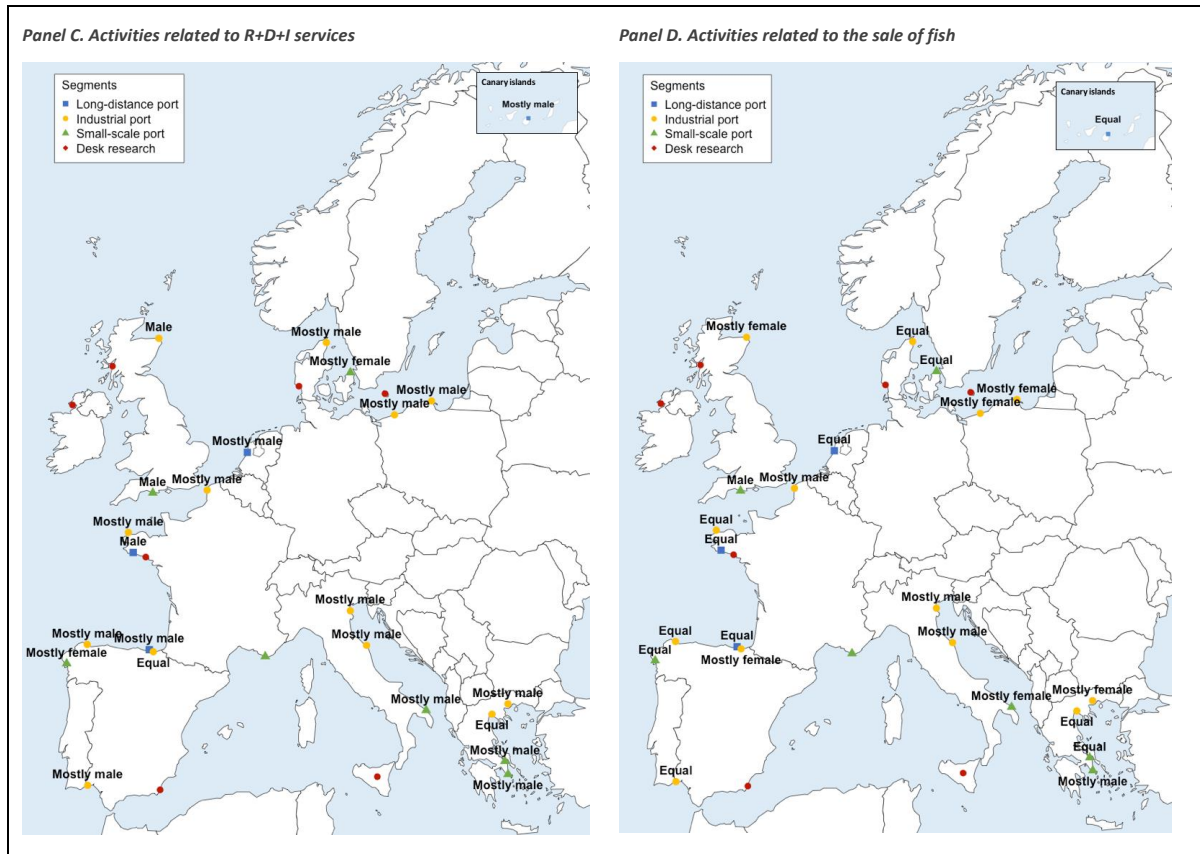 Panel C. Activities related to R+D+I services
Segments
Long-distance port
Industrial port
Small-scale port
Desk research
Canary islands
Mostly male
Male
Mostly male
Mostly female
Mostly male
Mostly male
Mostly male
Male
Mostly male
Mostly male
Male
Mostly male
Mostly male
Mostly male
Mostly male
Mostly female
Equal
Mostly male
Mostly male
Equal
Mostly male
Mostly male
Mostly male
Panel D. Activities related to the sale of fish
Segments
Long-distance port
Industrial port
Small-scale port
Desk research
Canary islands
Equal
Mostly female
Equal
Equal
Mostly female
Mostly female
Equal
Male
Mostly male
Equal
Equal
Mostly male
Equal
Equal
Mostly male
Equal
Mostly female
Mostly female
Mostly female
Equal
Equal
Mostly male